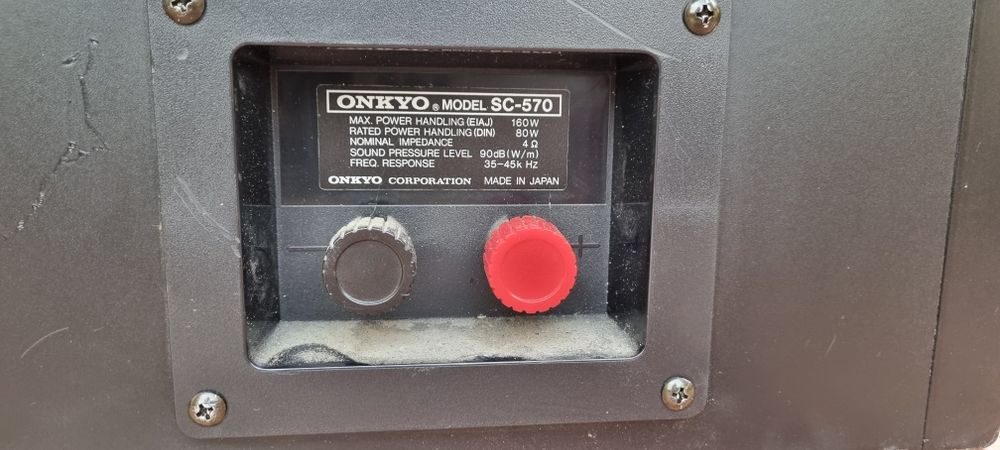 ONKYO® MODEL SC-570
MAX. POWER HANDLING (EIAJ) 160W
RATED POWER HANDLING (DIN) 80W
NOMINAL IMPEDANCE 4Ω
SOUND PRESSURE LEVEL 90dB(W/m)
FREQ. RESPONSE 35-45k Hz
ONKYO CORPORATION MADE IN JAPAN
− +